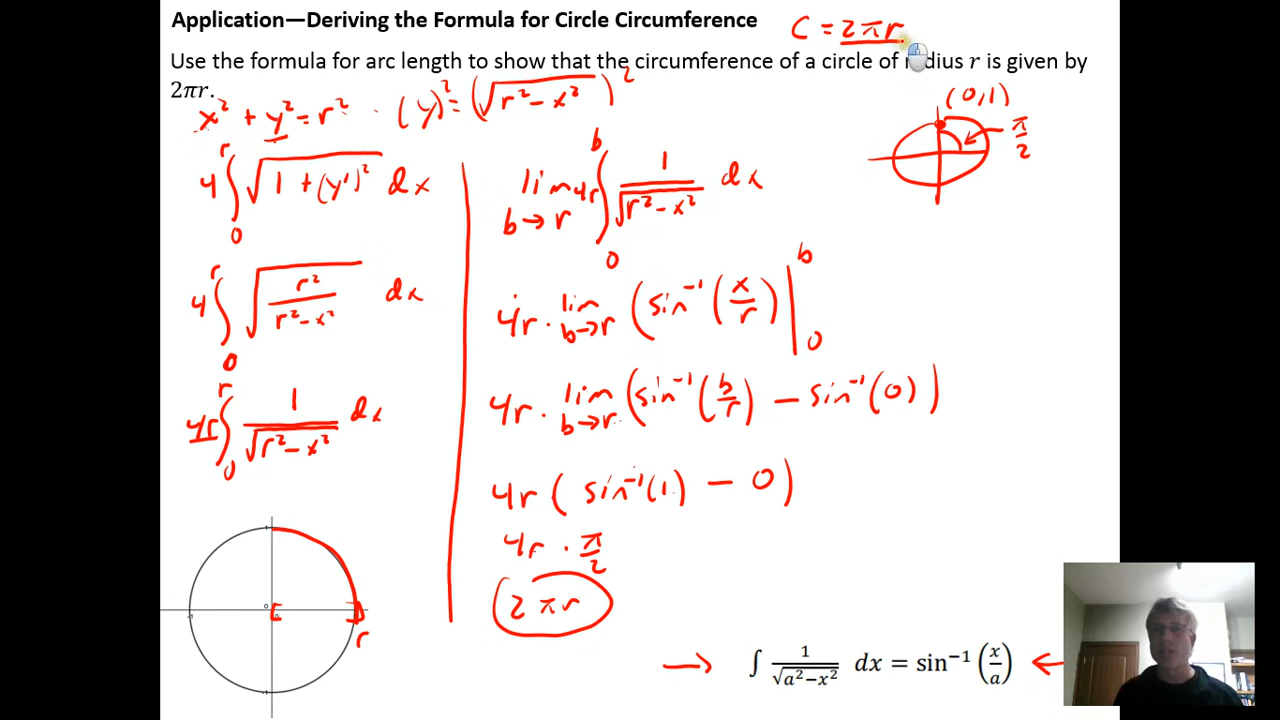 Application—Deriving the Formula for Circle Circumference
C = 2πr
Use the formula for arc length to show that the circumference of a circle of radius r is given by
2πr.
x² + y² = r² · (y)² = (√(r² − x²))²
4∫₀ʳ √(1 + (y′)²) dx
4∫₀ʳ √(r²/(r² − x²)) dx
4r∫₀ʳ 1/√(r² − x²) dx
r
lim b→r 4r∫₀ᵇ 1/√(r² − x²) dx
4r · lim b→r (sin⁻¹(x/r)) |₀ᵇ
4r · lim b→r (sin⁻¹(b/r) − sin⁻¹(0))
4r (sin⁻¹(1) − 0)
4r · π/2
2πr
(0,1)
π/2
→ ∫ 1/√(a²−x²) dx = sin⁻¹(x/a) ←